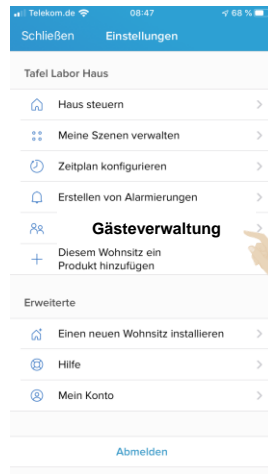 Telekom.de 08:47 68 %
Schließen Einstellungen
Tafel Labor Haus
Haus steuern
Meine Szenen verwalten
Zeitplan konfigurieren
Erstellen von Alarmierungen
Gästeverwaltung
Diesem Wohnsitz ein
Produkt hinzufügen
Erweiterte
Einen neuen Wohnsitz installieren
Hilfe
Mein Konto
Abmelden